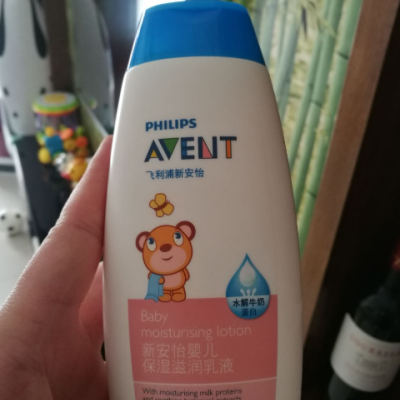 PHILIPS
AVENT
飞利浦新安怡
水解牛奶
蛋白
Baby
moisturising lotion
新安怡婴儿
保湿滋润乳液
With moisturising milk proteins